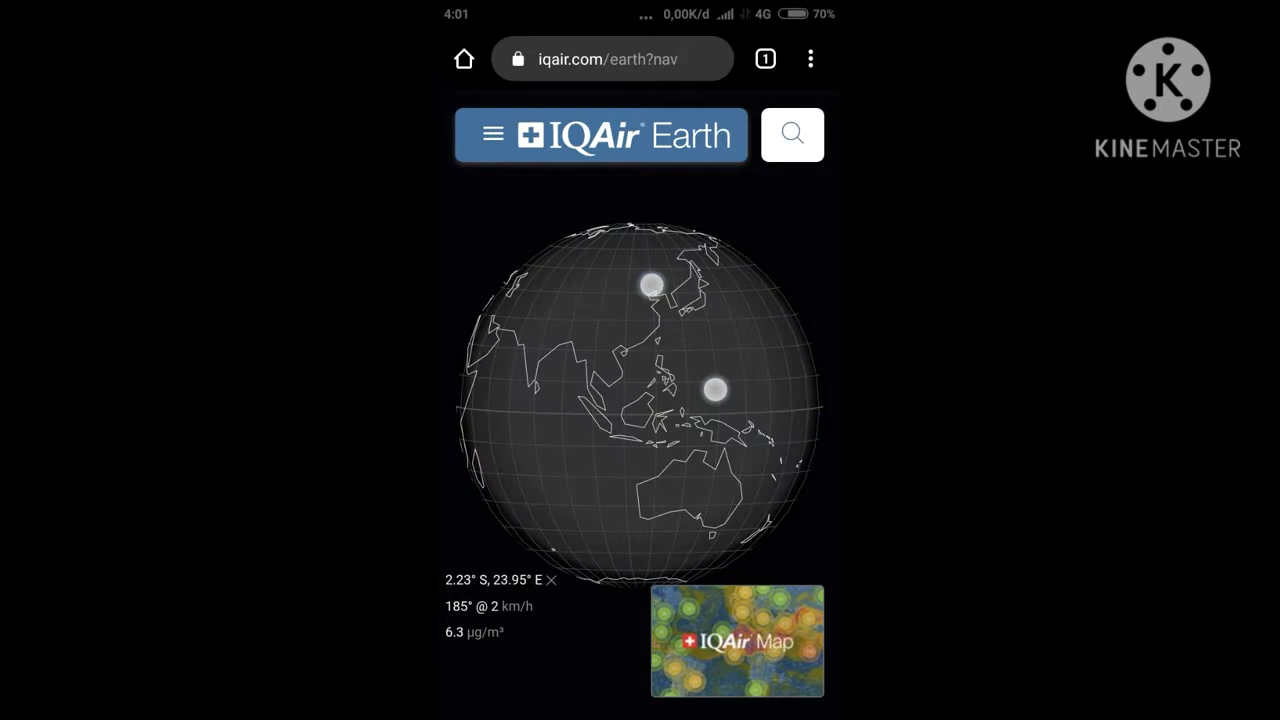 4:01 ... 0,00K/d 4G 70%
iqair.com/earth?nav 1
IQAir® Earth
K
KINEMASTER
2.23° S, 23.95° E
185° @ 2 km/h
6.3 µg/m³
IQAir Map